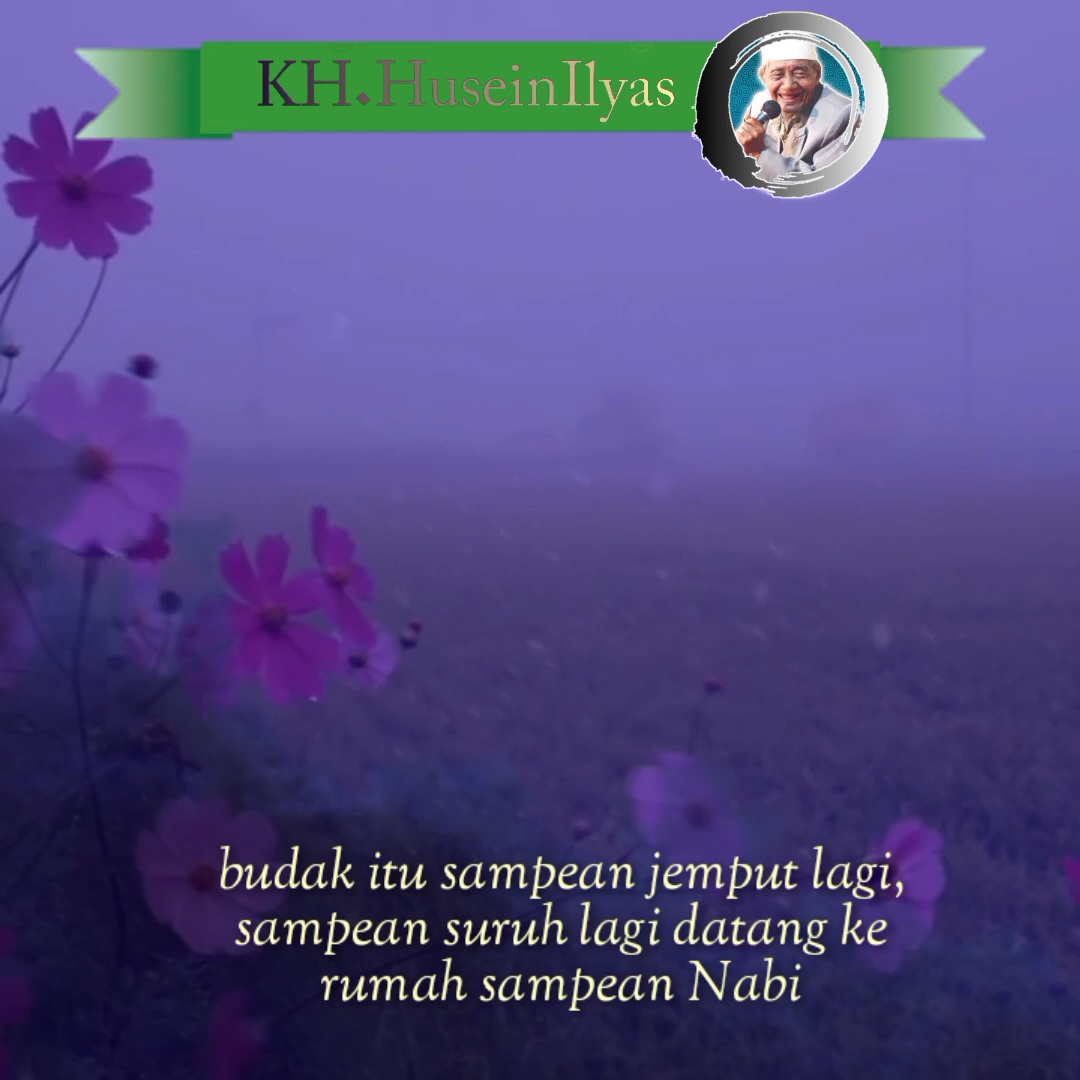 KH.HuseinIlyas
budak itu sampean jemput lagi,
sampean suruh lagi datang ke
rumah sampean Nabi